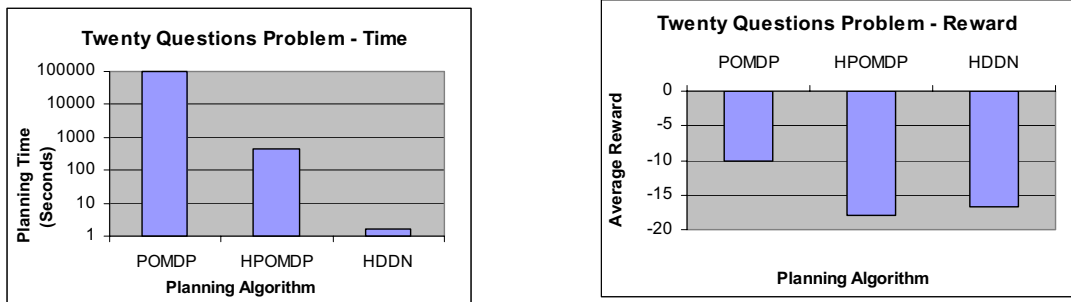 Twenty Questions Problem - Time
100000
10000
1000
100
10
1
Planning Time
(Seconds)
POMDP HPOMDP HDDN
Planning Algorithm
Twenty Questions Problem - Reward
POMDP HPOMDP HDDN
0
-5
-10
-15
-20
Average Reward
Planning Algorithm